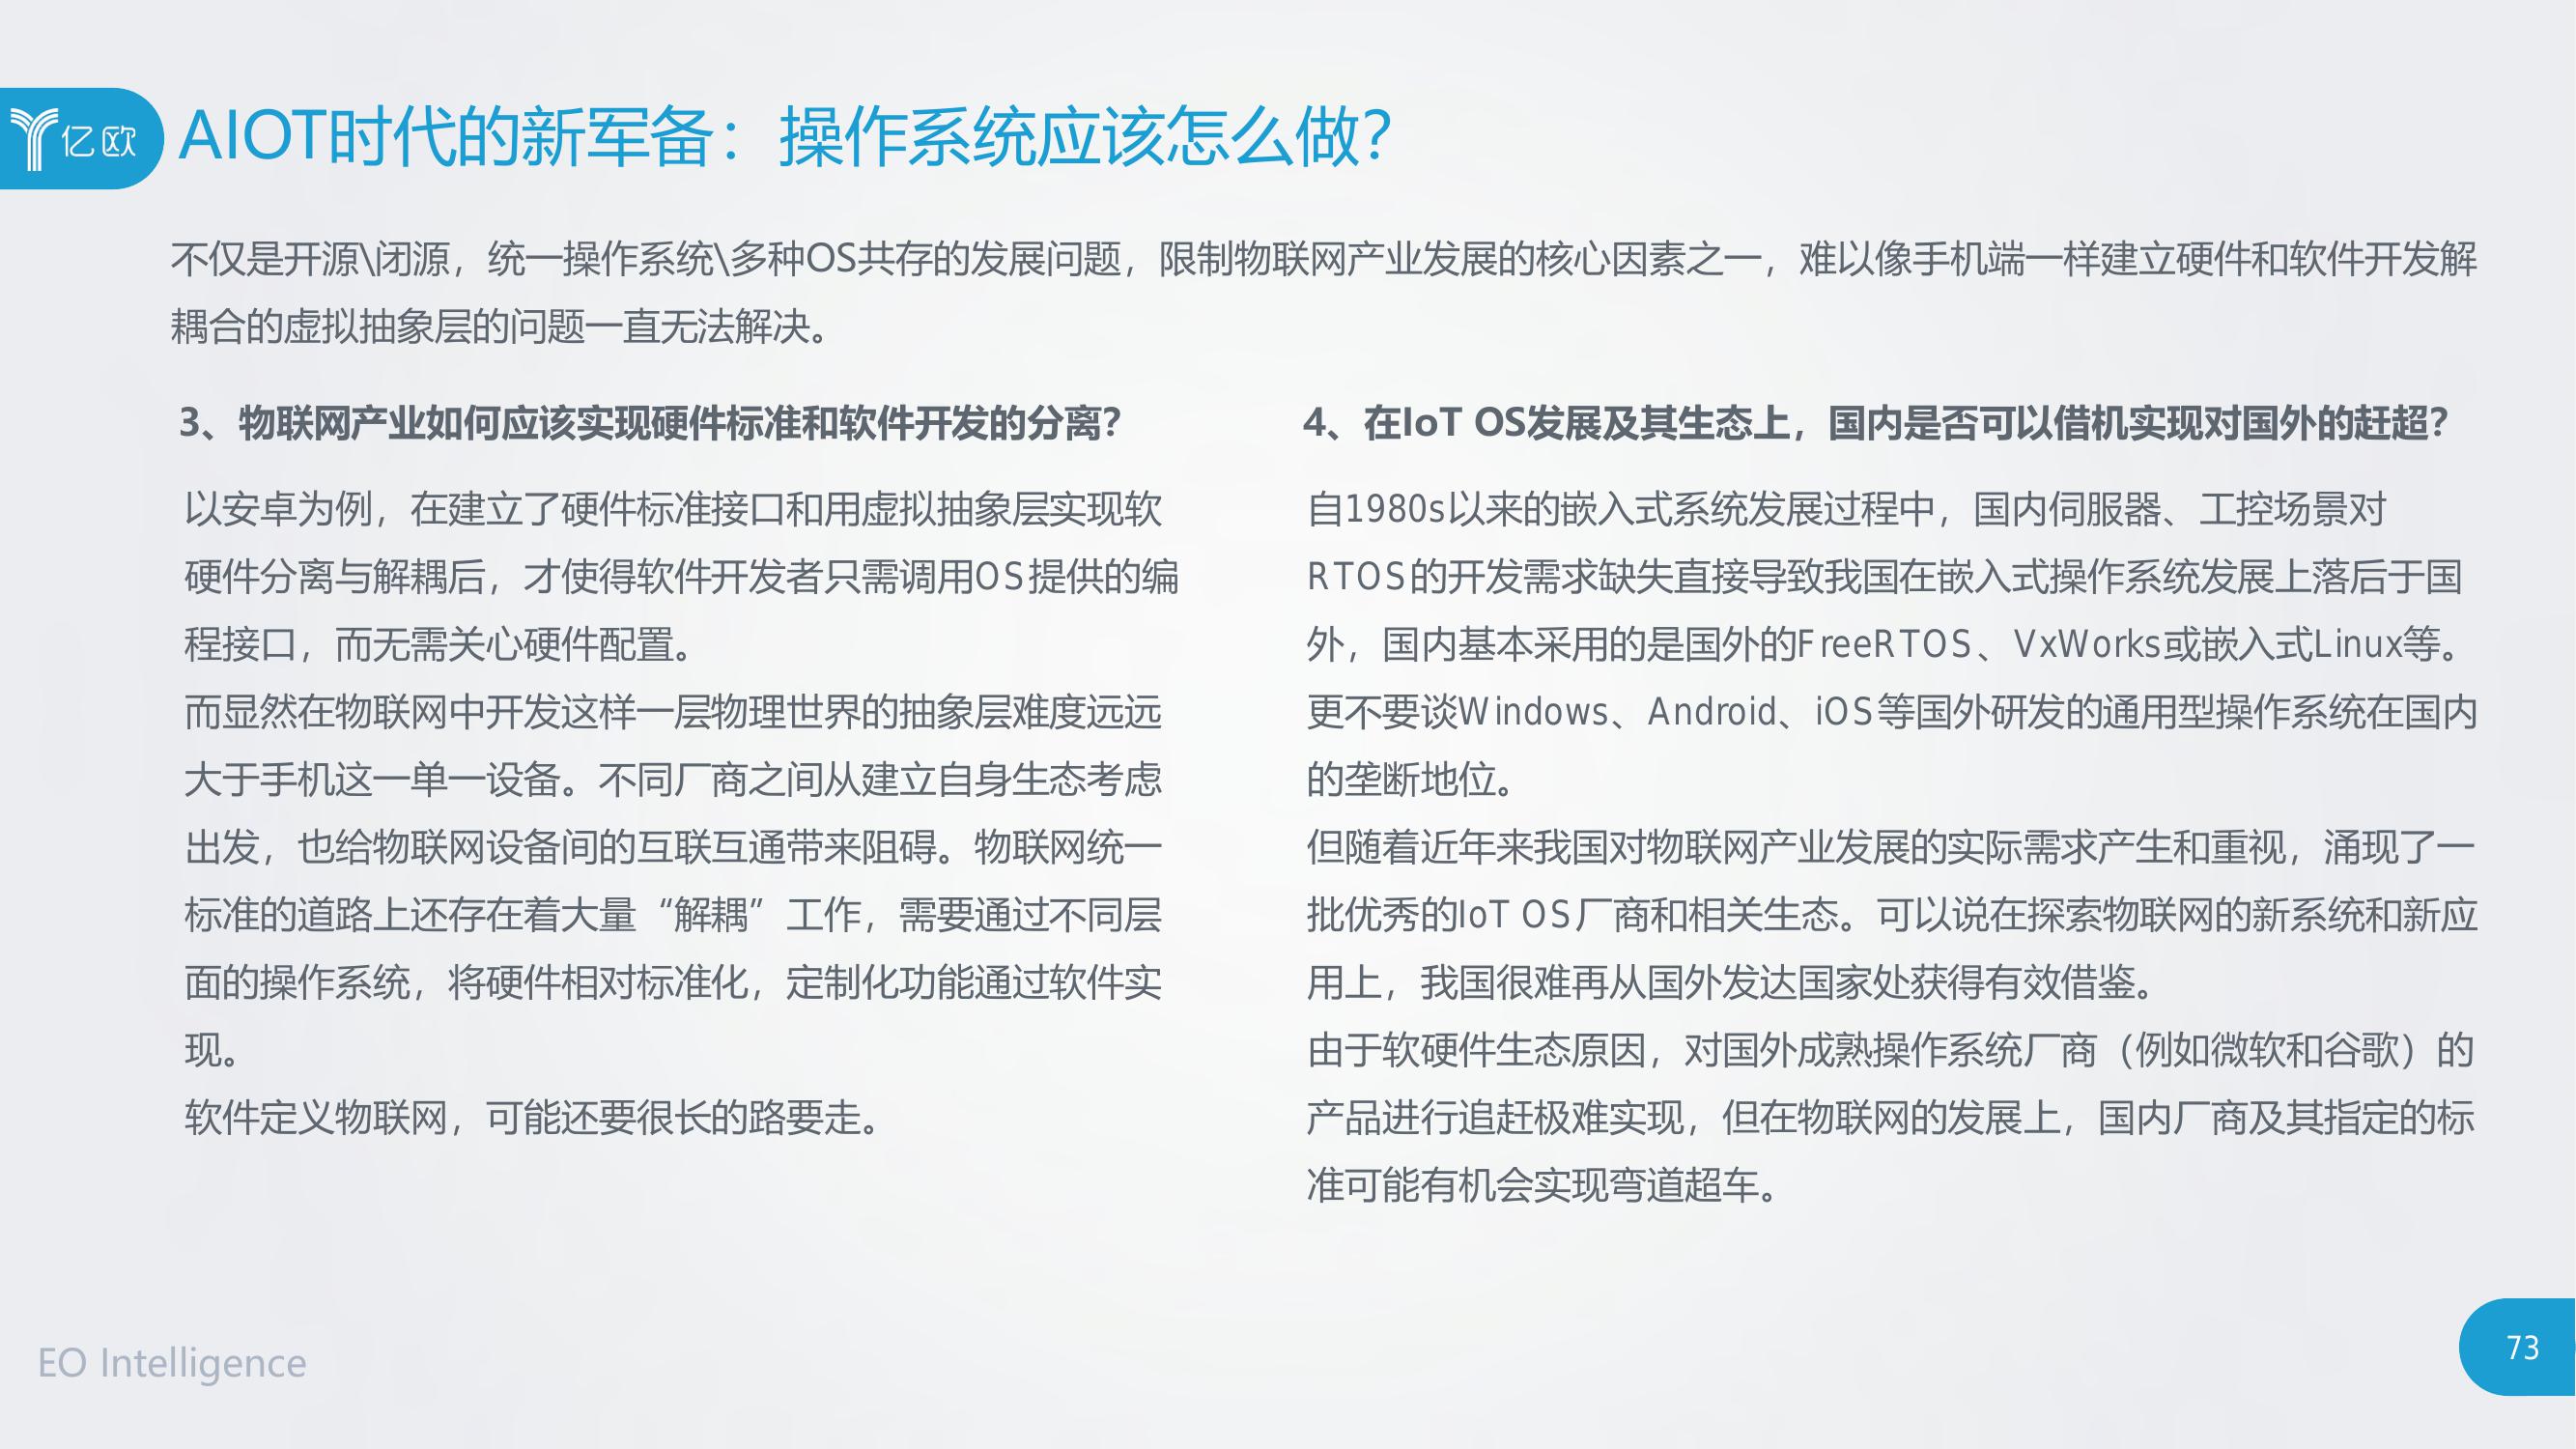 亿欧
AIOT时代的新军备：操作系统应该怎么做？
不仅是开源\闭源，统一操作系统\多种OS共存的发展问题，限制物联网产业发展的核心因素之一，难以像手机端一样建立硬件和软件开发解
耦合的虚拟抽象层的问题一直无法解决。
3、物联网产业如何应该实现硬件标准和软件开发的分离？
以安卓为例，在建立了硬件标准接口和用虚拟抽象层实现软
硬件分离与解耦后，才使得软件开发者只需调用OS提供的编
程接口，而无需关心硬件配置。
而显然在物联网中开发这样一层物理世界的抽象层难度远远
大于手机这一单一设备。不同厂商之间从建立自身生态考虑
出发，也给物联网设备间的互联互通带来阻碍。物联网统一
标准的道路上还存在着大量“解耦”工作，需要通过不同层
面的操作系统，将硬件相对标准化，定制化功能通过软件实
现。
软件定义物联网，可能还要很长的路要走。
4、在IoT OS发展及其生态上，国内是否可以借机实现对国外的赶超？
自1980s以来的嵌入式系统发展过程中，国内伺服器、工控场景对
RTOS的开发需求缺失直接导致我国在嵌入式操作系统发展上落后于国
外，国内基本采用的是国外的FreeRTOS、VxWorks或嵌入式Linux等。
更不要谈Windows、Android、iOS等国外研发的通用型操作系统在国内
的垄断地位。
但随着近年来我国对物联网产业发展的实际需求产生和重视，涌现了一
批优秀的IoT OS厂商和相关生态。可以说在探索物联网的新系统和新应
用上，我国很难再从国外发达国家处获得有效借鉴。
由于软硬件生态原因，对国外成熟操作系统厂商（例如微软和谷歌）的
产品进行追赶极难实现，但在物联网的发展上，国内厂商及其指定的标
准可能有机会实现弯道超车。
EO Intelligence
73